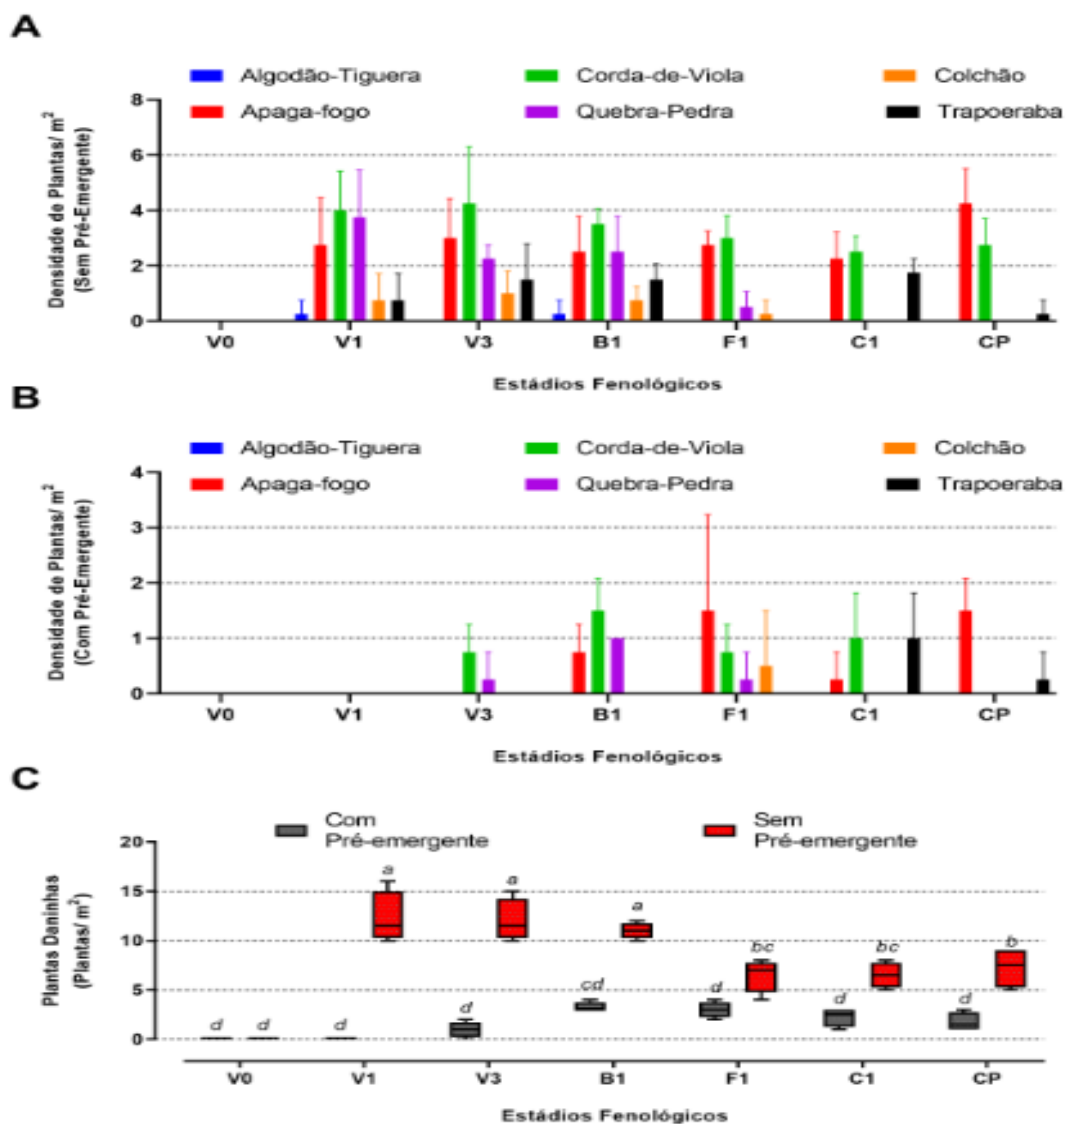 A
Algodão-Tiguera Corda-de-Viola Colchão
Apaga-fogo Quebra-Pedra Trapoeraba
Densidade de Plantas/ m²
(Sem Pré-Emergente)
8
6
4
2
0
V0 V1 V3 B1 F1 C1 CP
Estádios Fenológicos
B
Algodão-Tiguera Corda-de-Viola Colchão
Apaga-fogo Quebra-Pedra Trapoeraba
Densidade de Plantas/ m²
(Com Pré-Emergente)
4
3
2
1
0
V0 V1 V3 B1 F1 C1 CP
Estádios Fenológicos
C
Com
Pré-emergente
Sem
Pré-emergente
Plantas Daninhas
(Plantas/ m²)
20
15
10
5
0
d d d a d a cd a d bc d bc d b
V0 V1 V3 B1 F1 C1 CP
Estádios Fenológicos